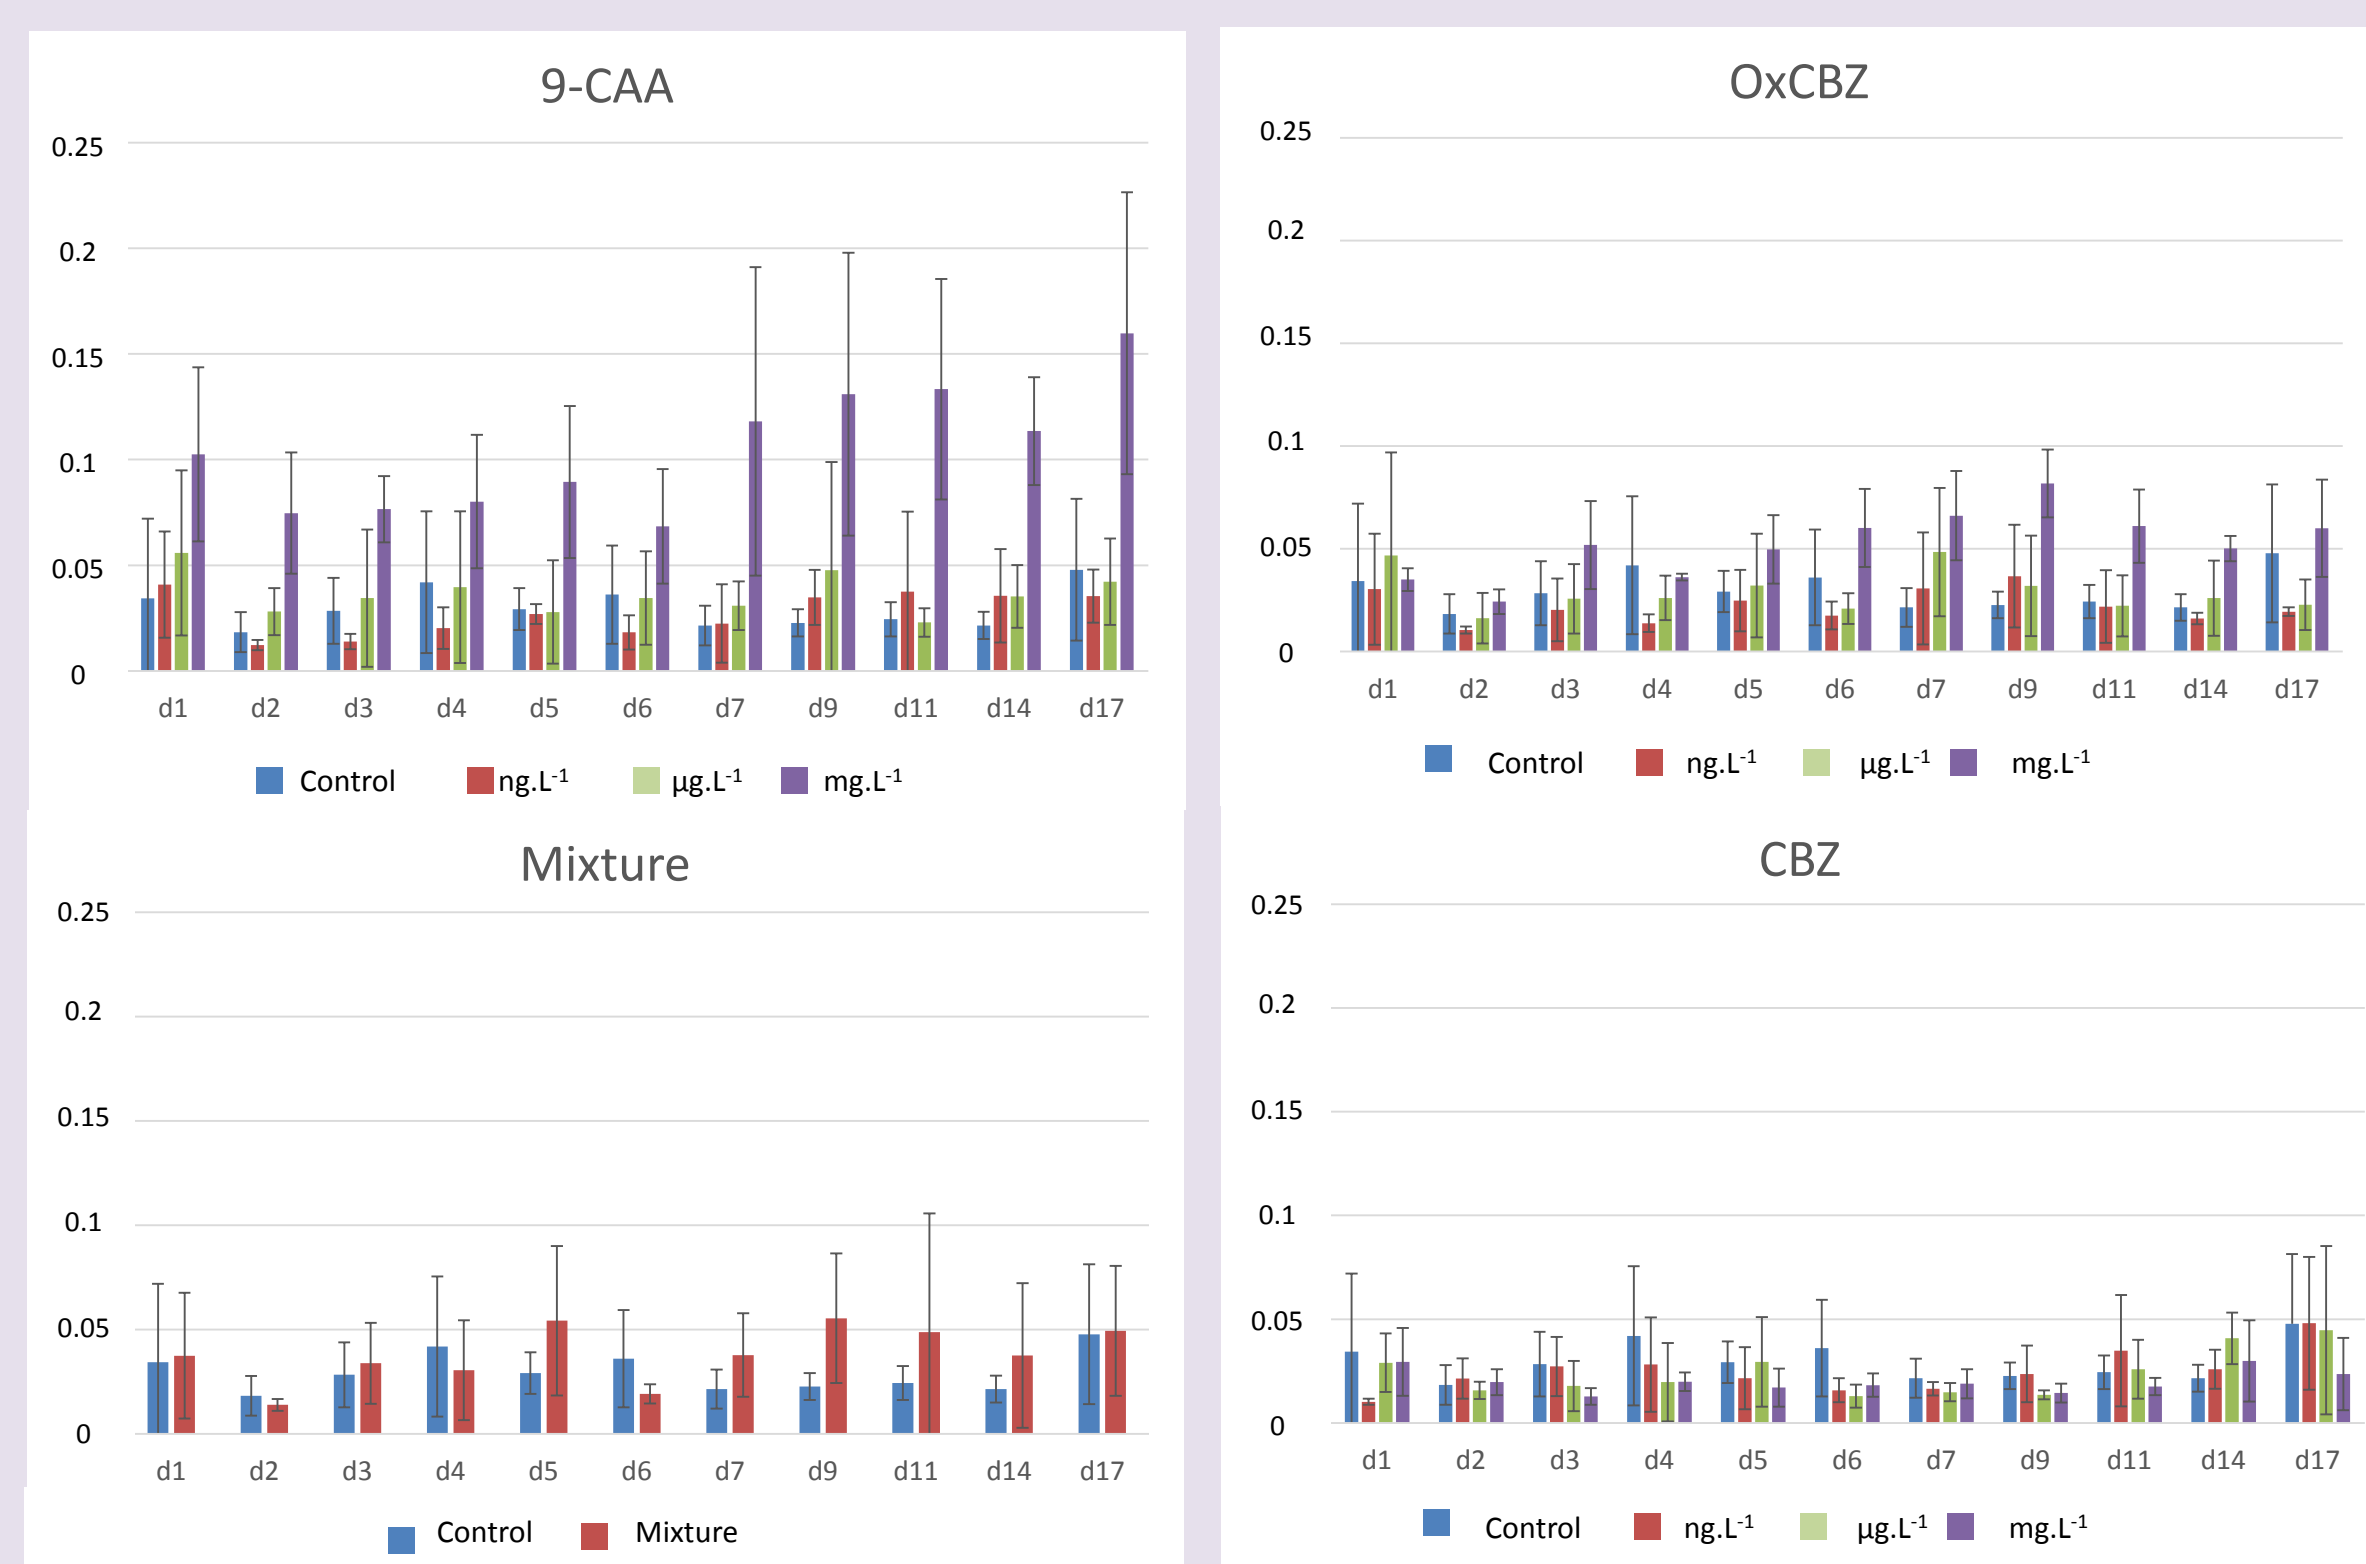 9-CAA
0.25
0.2
0.15
0.1
0.05
0
d1 d2 d3 d4 d5 d6 d7 d9 d11 d14 d17
Control ng.L-1 µg.L-1 mg.L-1
OxCBZ
0.25
0.2
0.15
0.1
0.05
0
d1 d2 d3 d4 d5 d6 d7 d9 d11 d14 d17
Control ng.L-1 µg.L-1 mg.L-1
Mixture
0.25
0.2
0.15
0.1
0.05
0
d1 d2 d3 d4 d5 d6 d7 d9 d11 d14 d17
Control Mixture
CBZ
0.25
0.2
0.15
0.1
0.05
0
d1 d2 d3 d4 d5 d6 d7 d9 d11 d14 d17
Control ng.L-1 µg.L-1 mg.L-1